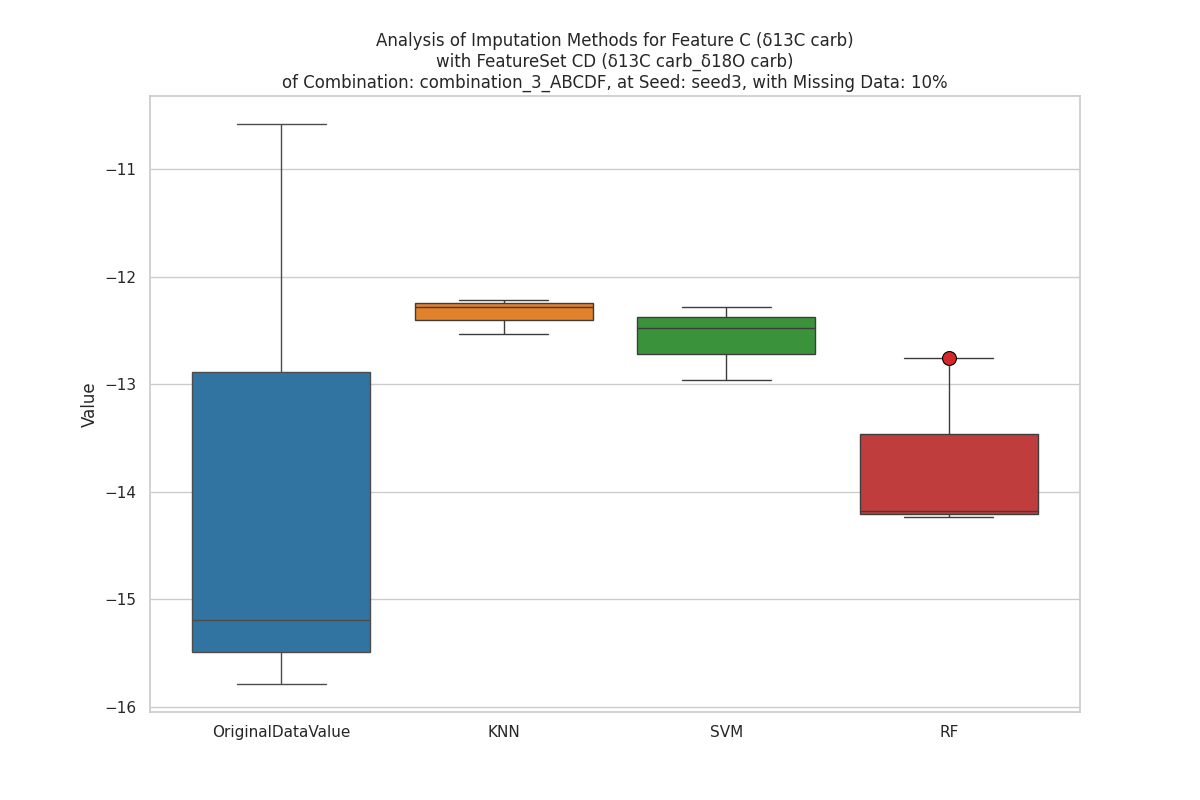 Analysis of Imputation Methods for Feature C (δ13C carb)
with FeatureSet CD (δ13C carb_δ18O carb)
of Combination: combination_3_ABCDF, at Seed: seed3, with Missing Data: 10%
Value
−11
−12
−13
−14
−15
−16
OriginalDataValue
KNN
SVM
RF